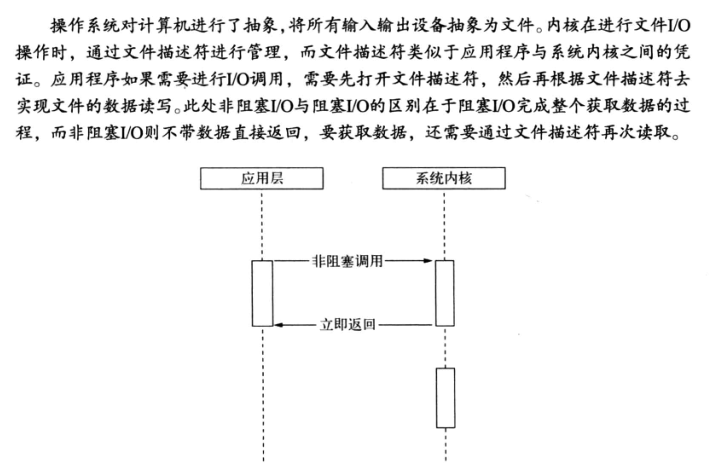 操作系统对计算机进行了抽象,将所有输入输出设备抽象为文件。内核在进行文件I/O
操作时，通过文件描述符进行管理，而文件描述符类似于应用程序与系统内核之间的凭
证。应用程序如果需要进行I/O调用，需要先打开文件描述符，然后再根据文件描述符去
实现文件的数据读写。此处非阻塞I/O与阻塞I/O的区别在于阻塞I/O完成整个获取数据的过
程，而非阻塞I/O则不带数据直接返回，要获取数据，还需要通过文件描述符再次读取。
应用层
系统内核
非阻塞调用
立即返回